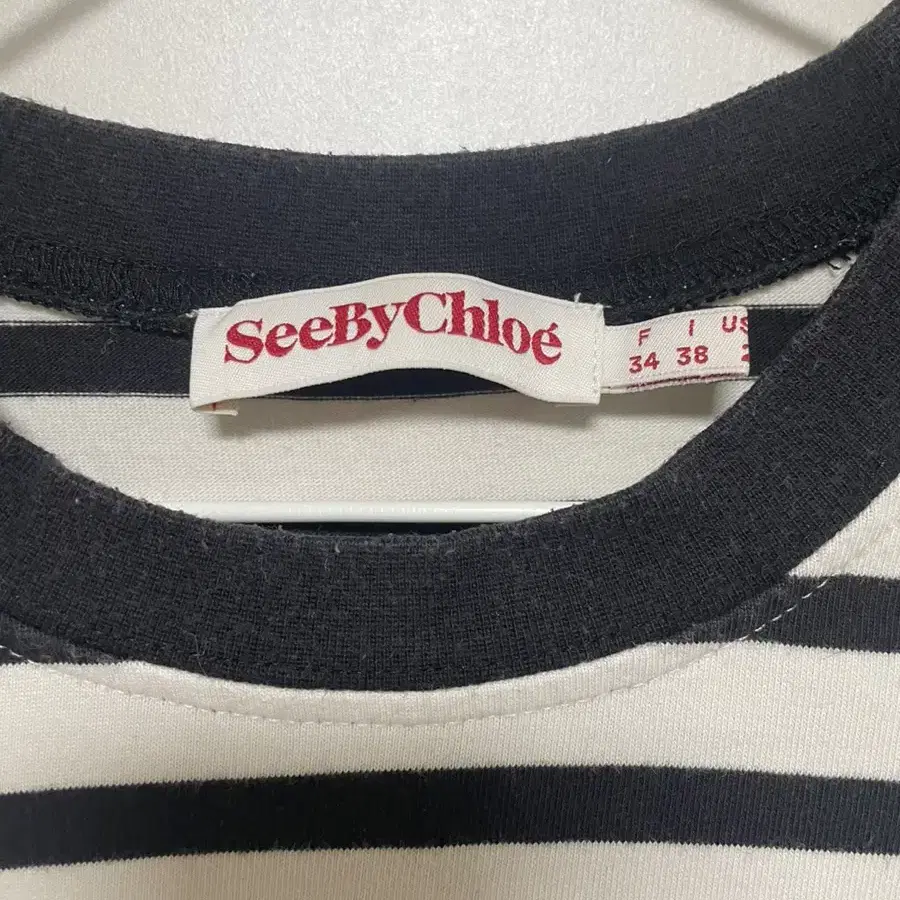 SeeByChloé
F I US
34 38